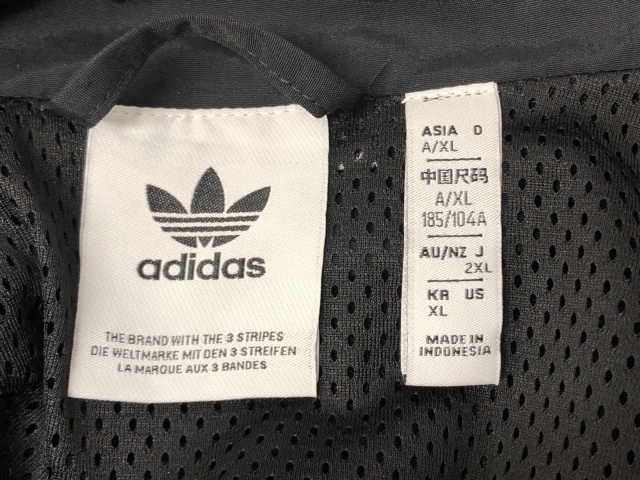 adidas
THE BRAND WITH THE 3 STRIPES
DIE WELTMARKE MIT DEN 3 STREIFEN
LA MARQUE AUX 3 BANDES
ASIA D
A/XL
中国尺码
A/XL
185/104A
AU/NZ J
2XL
KR US
XL
MADE IN
INDONESIA